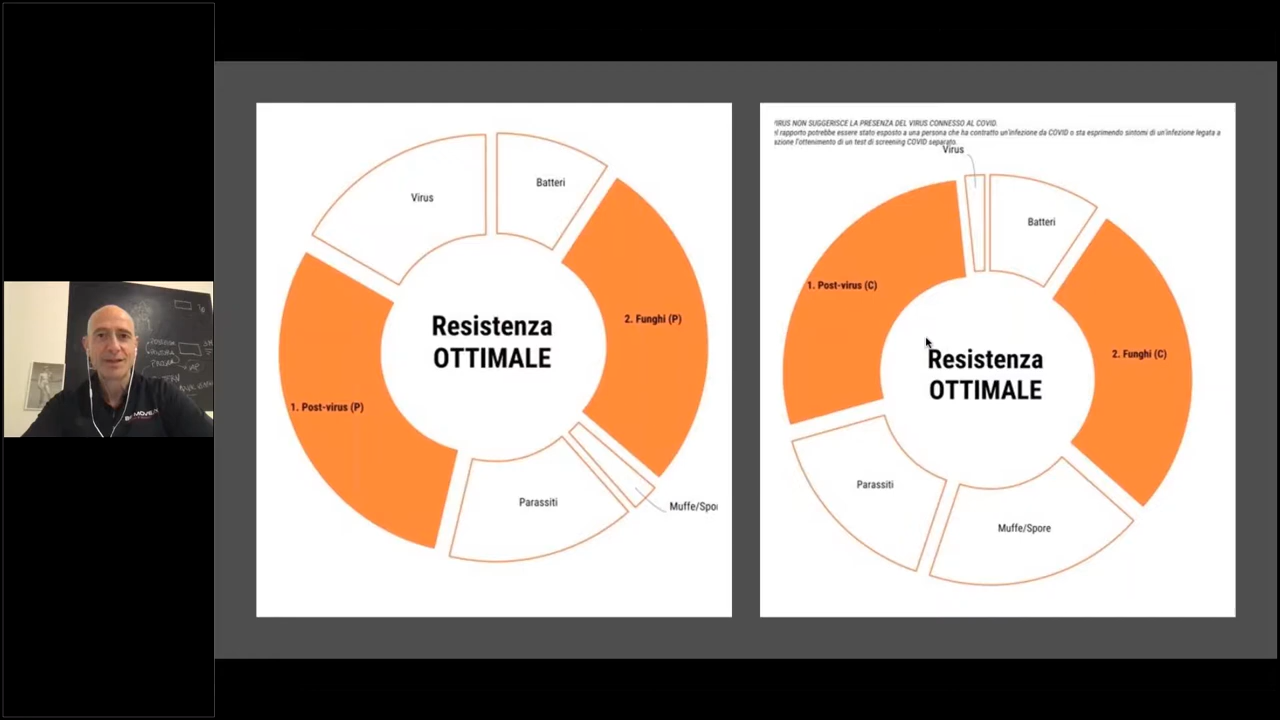 Virus
Batteri
2. Funghi (P)
Resistenza
OTTIMALE
1. Post-virus (P)
Parassiti
Muffe/Spor
VIRUS NON SUGGERISCE LA PRESENZA DEL VIRUS CONNESSO AL COVID.
el rapporto potrebbe essere stato esposto a una persona che ha contratto un'infezione da COVID o sta esprimendo sintomi di un'infezione legata a
azione l'ottenimento di un test di screening COVID separato.
Virus
Batteri
1. Post-virus (C)
2. Funghi (C)
Resistenza
OTTIMALE
Parassiti
Muffe/Spore